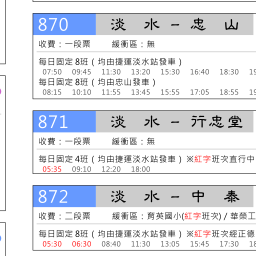 870 淡 水 – 忠 山
收費：一段票 緩衝區：無
每日固定 8班（均由捷運淡水站發車）
07:50 09:45 11:30 13:20 15:30 16:40 18:30
每日固定 8班（均由忠山發車）
08:15 10:10 11:55 13:45 15:55 17:05 18:55
871 淡 水 – 行忠堂
收費：一段票 緩衝區：無
每日固定 4班（均由捷運淡水站發車）※紅字班次直行中
05:35 09:10 12:20 18:00
872 淡 水 – 中 泰
收費：二段票 緩衝區：育英國小(紅字班次) / 華榮工
每日固定 8班（均由捷運淡水站發車）※紅字班次經正德
05:30 06:30 08:40 11:30 13:05 15:45 17:30 18